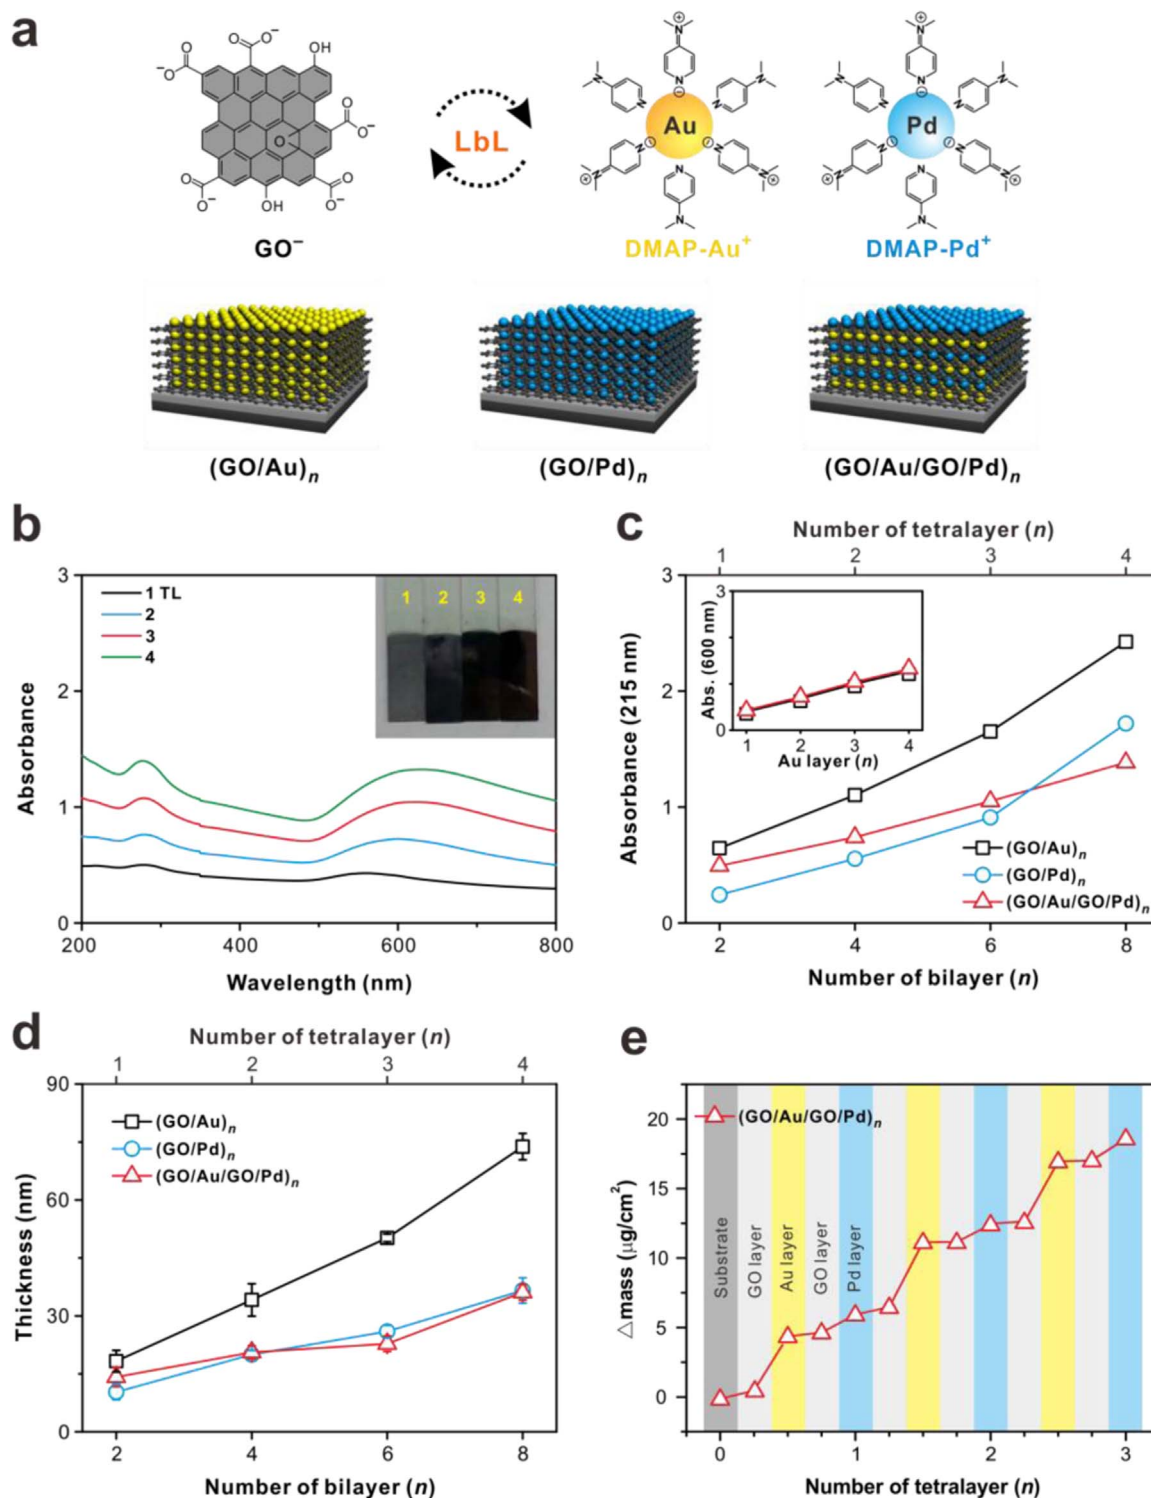 a
O
O⁻
O
O⁻
OH
⁻O
O
O
O
O⁻
O
O⁻
O
⁻O
OH
LbL
N
N
N
N
N
N
Au
N
N
N
N
N
N
N
N
N
N
N
N
Pd
N
N
N
N
N
N
GO⁻
DMAP-Au⁺
DMAP-Pd⁺
(GO/Au)n
(GO/Pd)n
(GO/Au/GO/Pd)n
b
3
2
1
0
Absorbance
1 TL
2
3
4
1 2 3 4
200 400 600 800
Wavelength (nm)
c
Number of tetralayer (n)
1 2 3 4
3
2
1
0
Absorbance (215 nm)
3
0
Abs. (600 nm)
1 2 3 4
Au layer (n)
(GO/Au)n
(GO/Pd)n
(GO/Au/GO/Pd)n
2 4 6 8
Number of bilayer (n)
d
Number of tetralayer (n)
1 2 3 4
90
60
30
0
Thickness (nm)
(GO/Au)n
(GO/Pd)n
(GO/Au/GO/Pd)n
2 4 6 8
Number of bilayer (n)
e
20
15
10
5
0
△mass (μg/cm²)
(GO/Au/GO/Pd)n
Substrate
GO layer
Au layer
GO layer
Pd layer
0 1 2 3
Number of tetralayer (n)